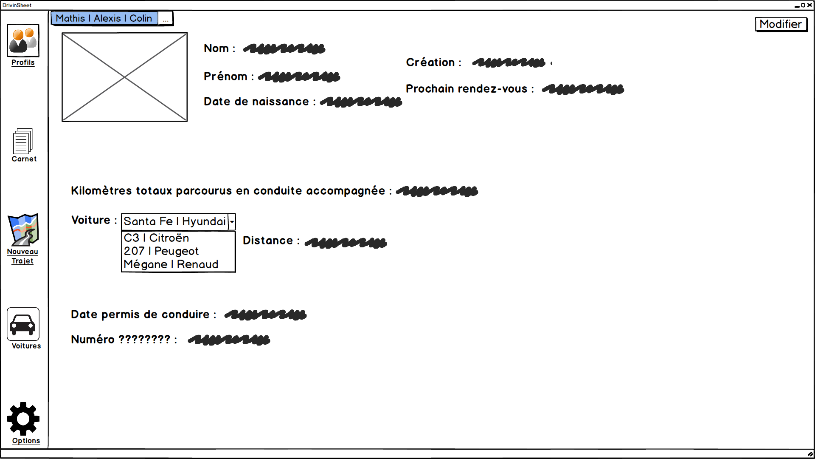 DrivinSheet
Mathis | Alexis | Colin ...
Modifier
Profils
Nom :
Prénom :
Date de naissance :
Création :
Prochain rendez-vous :
Carnet
Kilomètres totaux parcourus en conduite accompagnée :
Voiture : Santa Fe | Hyundai
C3 | Citroën
207 | Peugeot
Mégane | Renaud
Distance :
Nouveau
Trajet
Date permis de conduire :
Numéro ???????? :
Voitures
Options